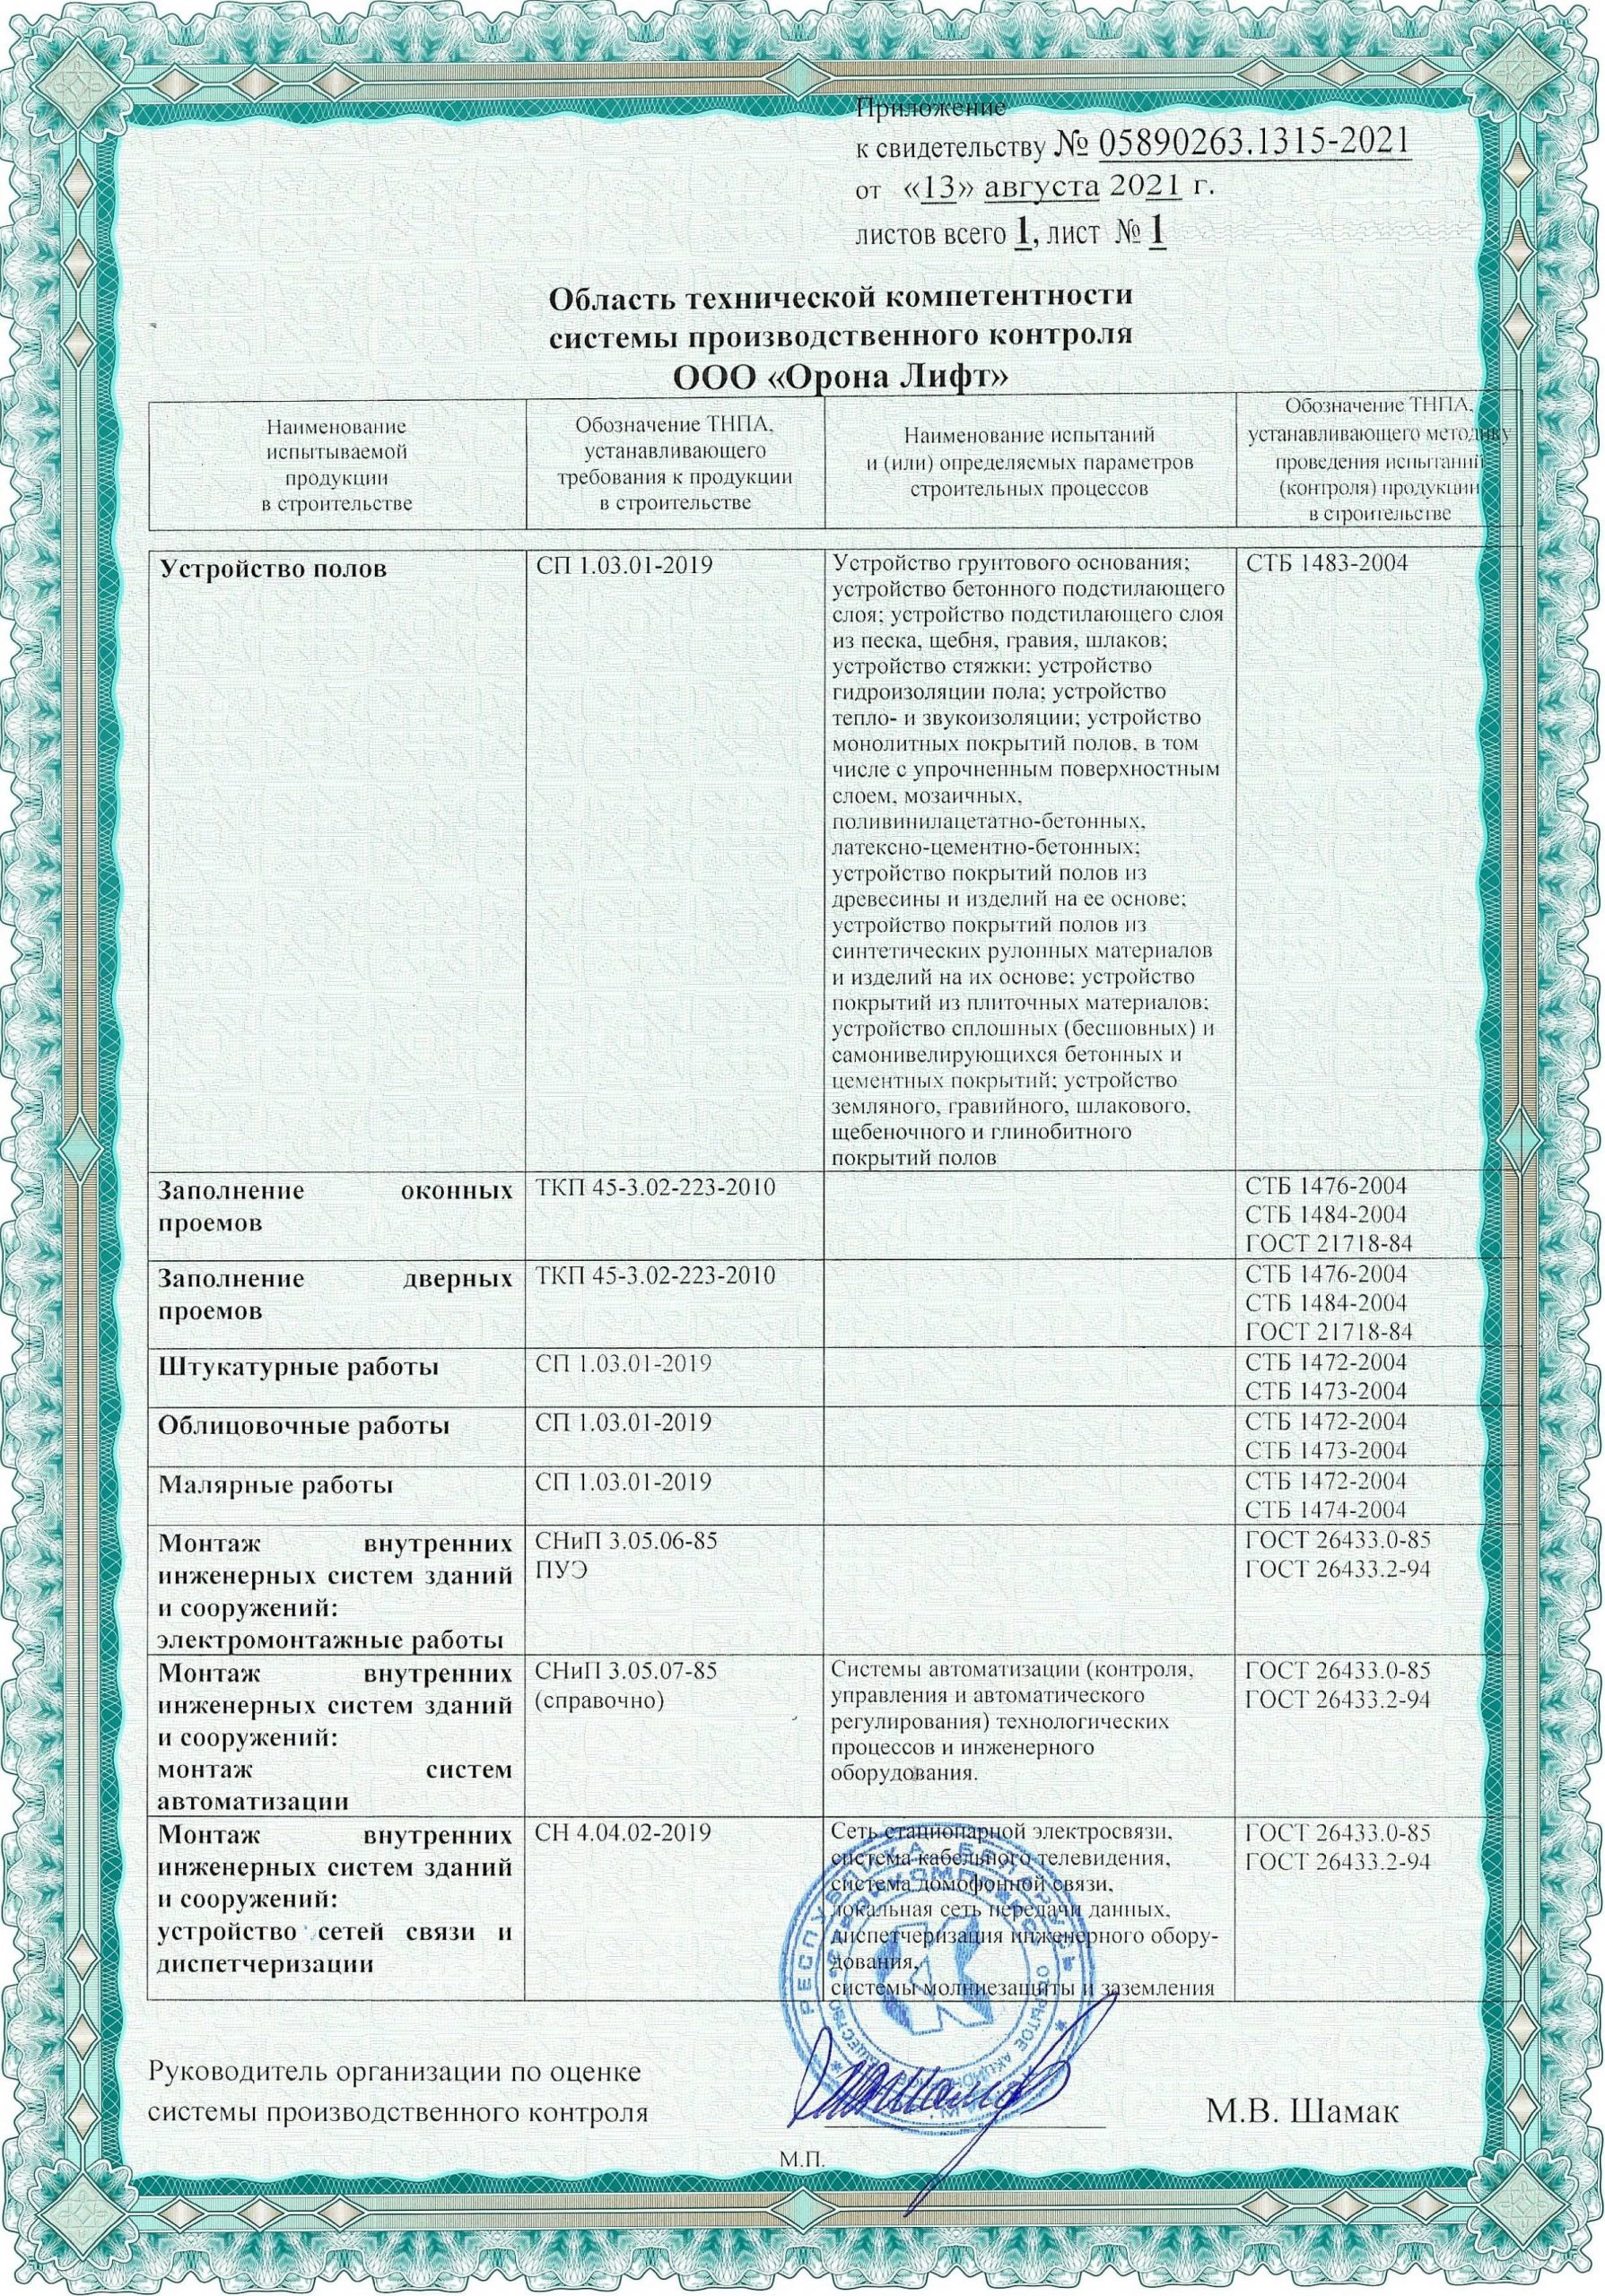 Приложение
к свидетельству № 05890263.1315-2021
от «13» августа 2021 г.
листов всего 1, лист № 1
Область технической компетентности
системы производственного контроля
ООО «Орона Лифт»
Наименование
испытываемой
продукции
в строительстве
Обозначение ТНПА,
устанавливающего
требования к продукции
в строительстве
Наименование испытаний
и (или) определяемых параметров
строительных процессов
Обозначение ТНПА,
устанавливающего методику
проведения испытаний
(контроля) продукции
в строительстве
Устройство полов
СП 1.03.01-2019
Устройство грунтового основания;
устройство бетонного подстилающего
слоя; устройство подстилающего слоя
из песка, щебня, гравия, шлаков;
устройство стяжки; устройство
гидроизоляции пола; устройство
тепло- и звукоизоляции; устройство
монолитных покрытий полов, в том
числе с упрочненным поверхностным
слоем, мозаичных,
поливинилацетатно-бетонных,
латексно-цементно-бетонных;
устройство покрытий полов из
древесины и изделий на ее основе;
устройство покрытий полов из
синтетических рулонных материалов
и изделий на их основе; устройство
покрытий из плиточных материалов;
устройство сплошных (бесшовных) и
самонивелирующихся бетонных и
цементных покрытий; устройство
земляного, гравийного, шлакового,
щебеночного и глинобитного
покрытий полов
СТБ 1483-2004
Заполнение оконных
проемов
ТКП 45-3.02-223-2010
СТБ 1476-2004
СТБ 1484-2004
ГОСТ 21718-84
Заполнение дверных
проемов
ТКП 45-3.02-223-2010
СТБ 1476-2004
СТБ 1484-2004
ГОСТ 21718-84
Штукатурные работы
СП 1.03.01-2019
СТБ 1472-2004
СТБ 1473-2004
Облицовочные работы
СП 1.03.01-2019
СТБ 1472-2004
СТБ 1473-2004
Малярные работы
СП 1.03.01-2019
СТБ 1472-2004
СТБ 1474-2004
Монтаж внутренних
инженерных систем зданий
и сооружений:
электромонтажные работы
СНиП 3.05.06-85
ПУЭ
ГОСТ 26433.0-85
ГОСТ 26433.2-94
Монтаж внутренних
инженерных систем зданий
и сооружений:
монтаж систем
автоматизации
СНиП 3.05.07-85
(справочно)
Системы автоматизации (контроля,
управления и автоматического
регулирования) технологических
процессов и инженерного
оборудования.
ГОСТ 26433.0-85
ГОСТ 26433.2-94
Монтаж внутренних
инженерных систем зданий
и сооружений:
устройство сетей связи и
диспетчеризации
СН 4.04.02-2019
Сеть стационарной электросвязи,
система кабельного телевидения,
система домофонной связи,
локальная сеть передачи данных,
диспетчеризация инженерного обору-
дования,
системы молниезащиты и заземления
ГОСТ 26433.0-85
ГОСТ 26433.2-94
Руководитель организации по оценке
системы производственного контроля
М.В. Шамак
М.П.